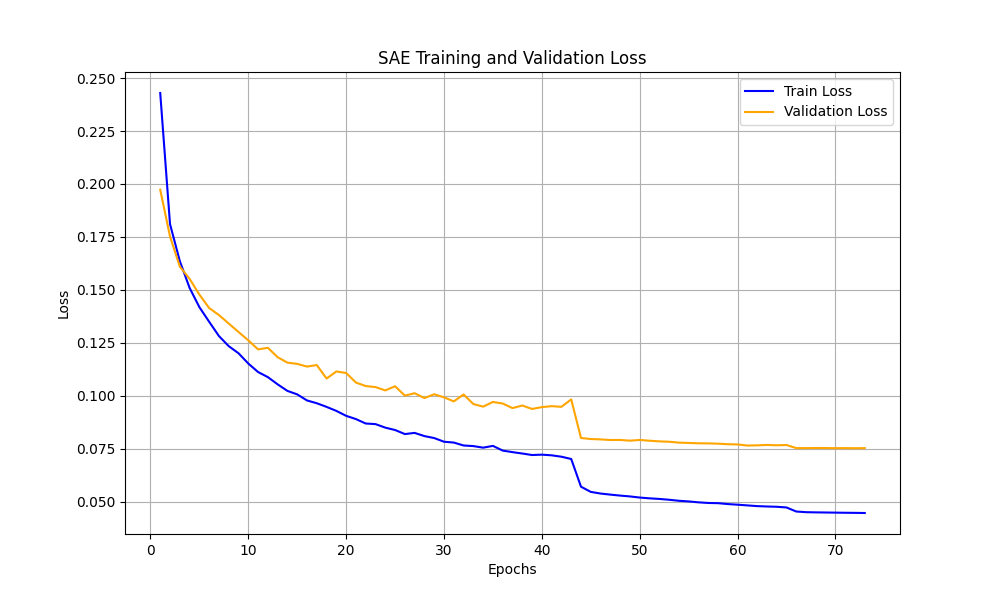 SAE Training and Validation Loss
Train Loss
Validation Loss
Loss
0.250
0.225
0.200
0.175
0.150
0.125
0.100
0.075
0.050
0 10 20 30 40 50 60 70
Epochs